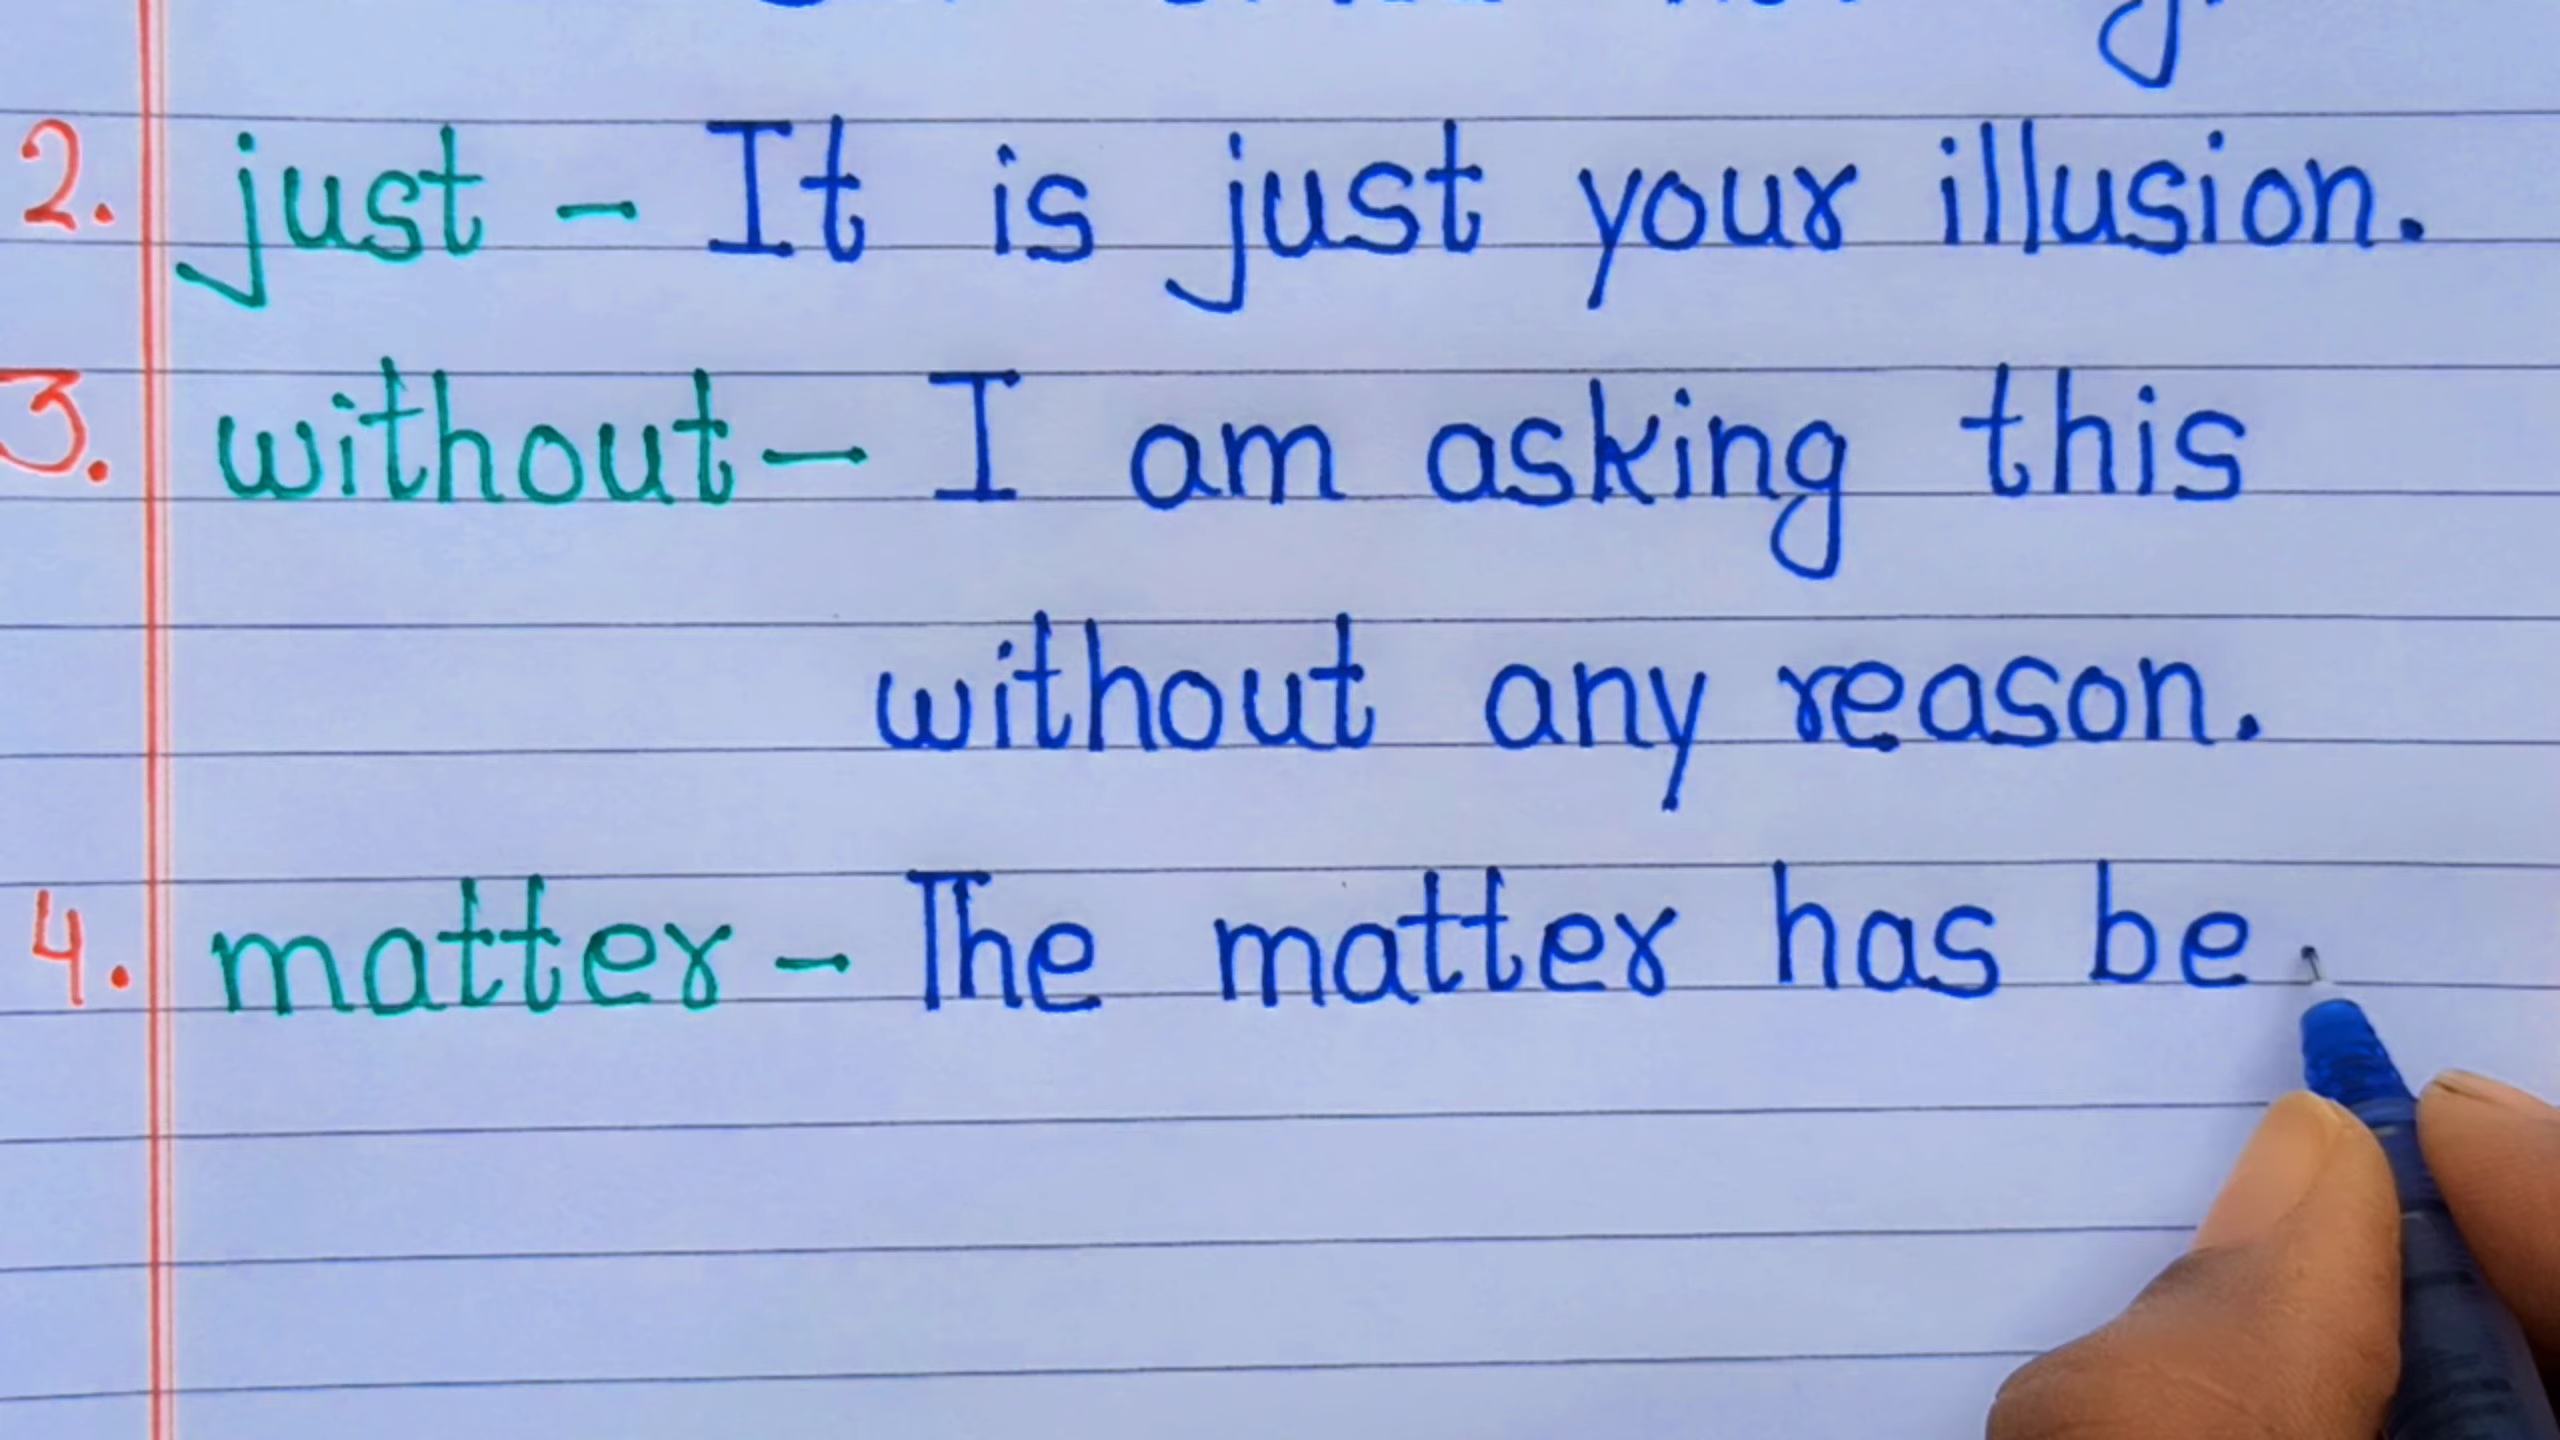 2. just - It is just your illusion.
3. without - I am asking this
without any reason.
4. matter - The matter has be